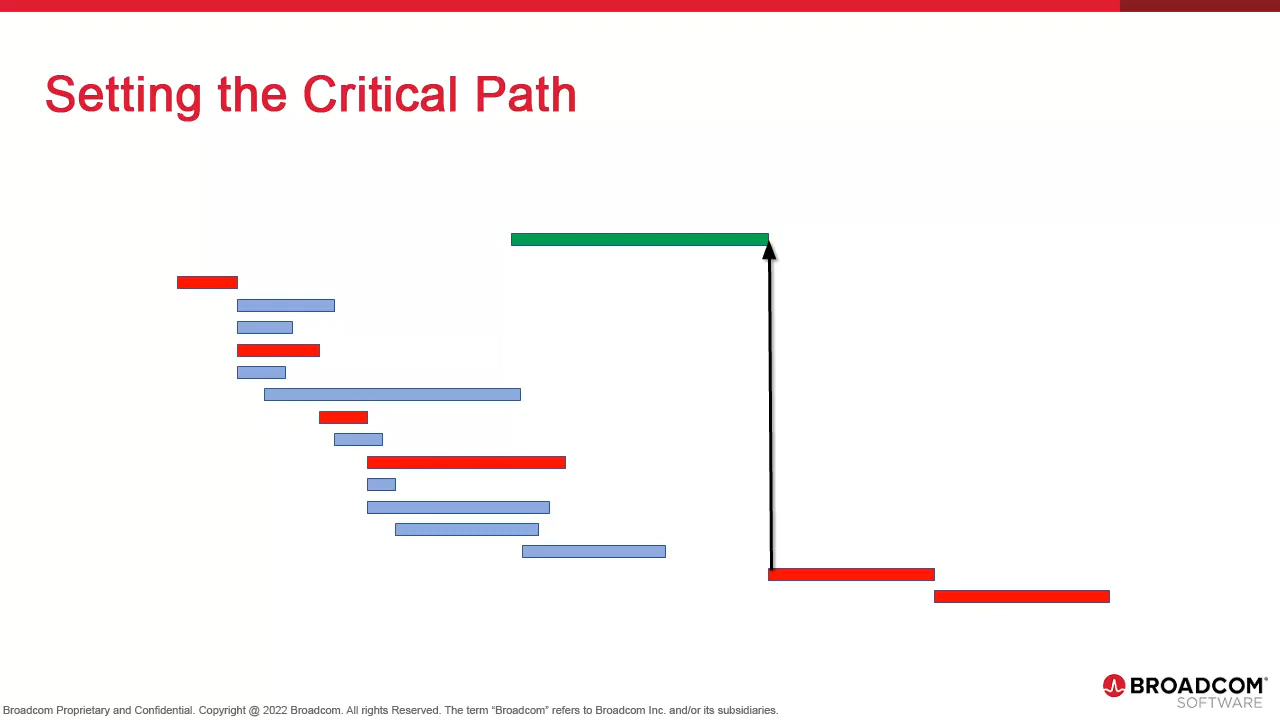 Setting the Critical Path
BROADCOM®
SOFTWARE
Broadcom Proprietary and Confidential. Copyright @ 2022 Broadcom. All rights Reserved. The term “Broadcom” refers to Broadcom Inc. and/or its subsidiaries.